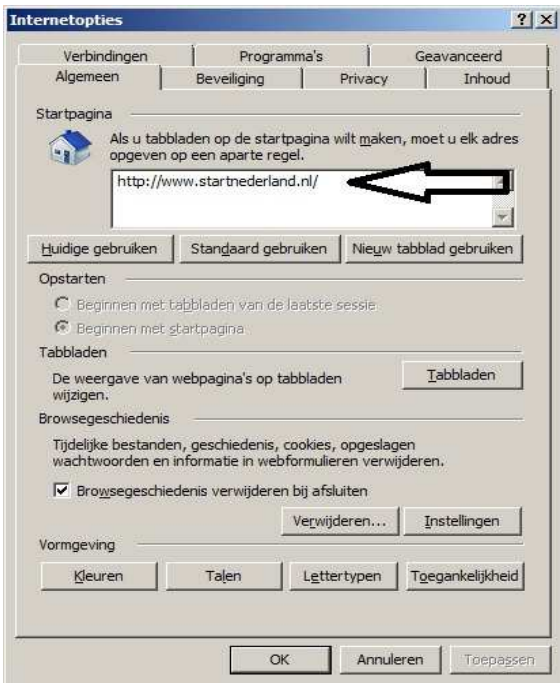 Internetopties
Verbindingen Programma's Geavanceerd
Algemeen Beveiliging Privacy Inhoud
Startpagina
Als u tabbladen op de startpagina wilt maken, moet u elk adres
opgeven op een aparte regel.
http://www.startnederland.nl/
Huidige gebruiken Standaard gebruiken Nieuw tabblad gebruiken
Opstarten
Beginnen met tabbladen van de laatste sessie
Beginnen met startpagina
Tabbladen
De weergave van webpagina's op tabbladen
wijzigen.
Tabbladen
Browsegeschiedenis
Tijdelijke bestanden, geschiedenis, cookies, opgeslagen
wachtwoorden en informatie in webformulieren verwijderen.
Browsegeschiedenis verwijderen bij afsluiten
Verwijderen... Instellingen
Vormgeving
Kleuren Talen Lettertypen Toegankelijkheid
OK Annuleren Toepassen